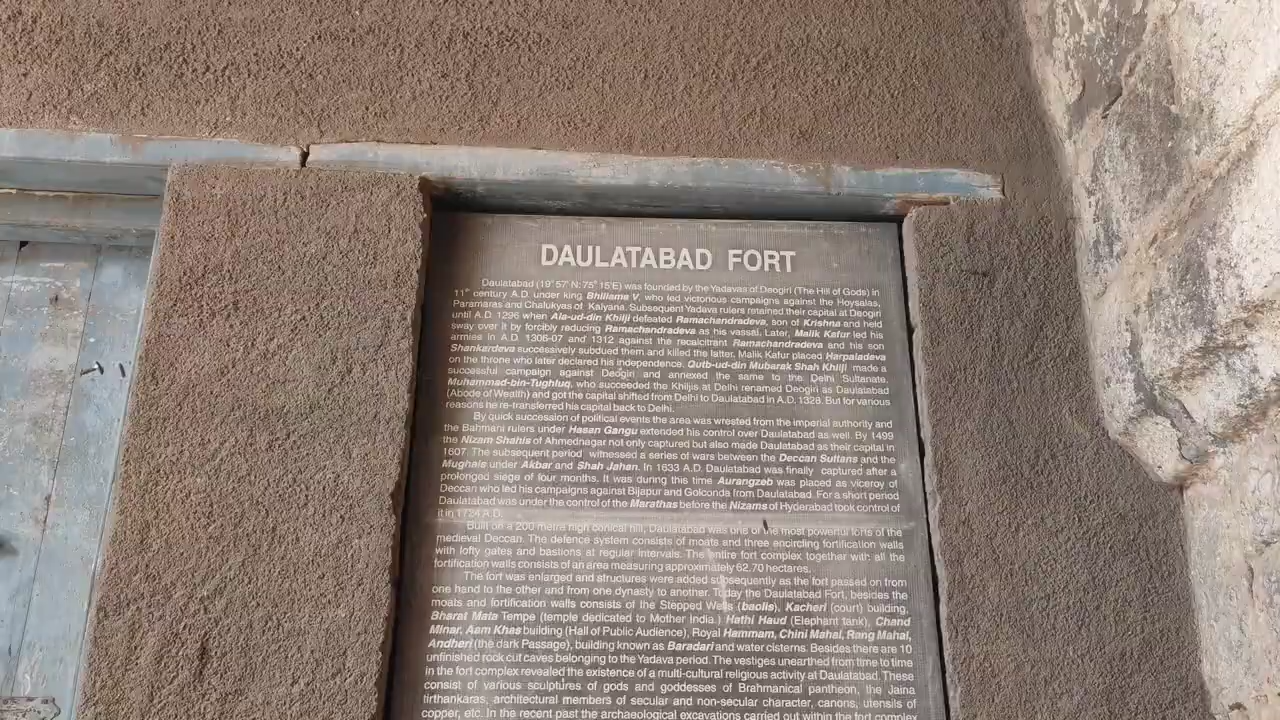 DAULATABAD FORT
Daulatabad (19° 57' N: 75° 15'E) was founded by the Yadavas of Deogiri (The Hill of Gods) in
11th century A.D. under king Bhillama V, who led victorious campaigns against the Hoysalas,
Paramaras and Chalukyas of Kalyana. Subsequent Yadava rulers retained their capital at Deogiri
until A.D. 1296 when Ala-ud-din Khilji defeated Ramachandradeva, son of Krishna and held
sway over it by forcibly reducing Ramachandradeva as his vassal. Later, Malik Kafur led his
armies in A.D. 1306-07 and 1312 against the recalcitrant Ramachandradeva and his son
Shankardeva successively subdued them and killed the latter. Malik Kafur placed Harpaladeva
on the throne who later declared his independence. Qutb-ud-din Mubarak Shah Khilji made a
successful campaign against Deogiri and annexed the same to the Delhi Sultanate.
Muhammad-bin-Tughluq, who succeeded the Khiljis at Delhi renamed Deogiri as Daulatabad
(Abode of Wealth) and got the capital shifted from Delhi to Daulatabad in A.D. 1328. But for various
reasons he re-transferred his capital back to Delhi.
By quick succession of political events the area was wrested from the imperial authority and
the Bahmani rulers under Hasan Gangu extended his control over Daulatabad as well. By 1499
the Nizam Shahis of Ahmednagar not only captured but also made Daulatabad as their capital in
1607. The subsequent period witnessed a series of wars between the Deccan Sultans and the
Mughals under Akbar and Shah Jahan. In 1633 A.D. Daulatabad was finally captured after a
prolonged siege of four months. It was during this time Aurangzeb was placed as viceroy of
Deccan who led his campaigns against Bijapur and Golconda from Daulatabad. For a short period
Daulatabad was under the control of the Marathas before the Nizams of Hyderabad took control of
it in 1724 A.D.
Built on a 200 metre high conical hill, Daulatabad was one of the most powerful forts of the
medieval Deccan. The defence system consists of moats and three encircling fortification walls
with lofty gates and bastions at regular intervals. The entire fort complex together with all the
fortification walls consists of an area measuring approximately 62.70 hectares.
The fort was enlarged and structures were added subsequently as the fort passed on from
one hand to the other and from one dynasty to another. Today the Daulatabad Fort, besides the
moats and fortification walls consists of the Stepped Wells (baolis), Kacheri (court) building,
Bharat Mata Tempe (temple dedicated to Mother India.) Hathi Haud (Elephant tank), Chand
Minar, Aam Khas building (Hall of Public Audience), Royal Hammam, Chini Mahal, Rang Mahal,
Andheri (the dark Passage), building known as Baradari and water cisterns. Besides there are 10
unfinished rock cut caves belonging to the Yadava period. The vestiges unearthed from time to time
in the fort complex revealed the existence of a multi-cultural religious activity at Daulatabad. These
consist of various sculptures of gods and goddesses of Brahmanical pantheon, the Jaina
tirthankaras, architectural members of secular and non-secular character, canons, utensils of
copper, etc. In the recent past the archaeological excavations carried out within the fort complex